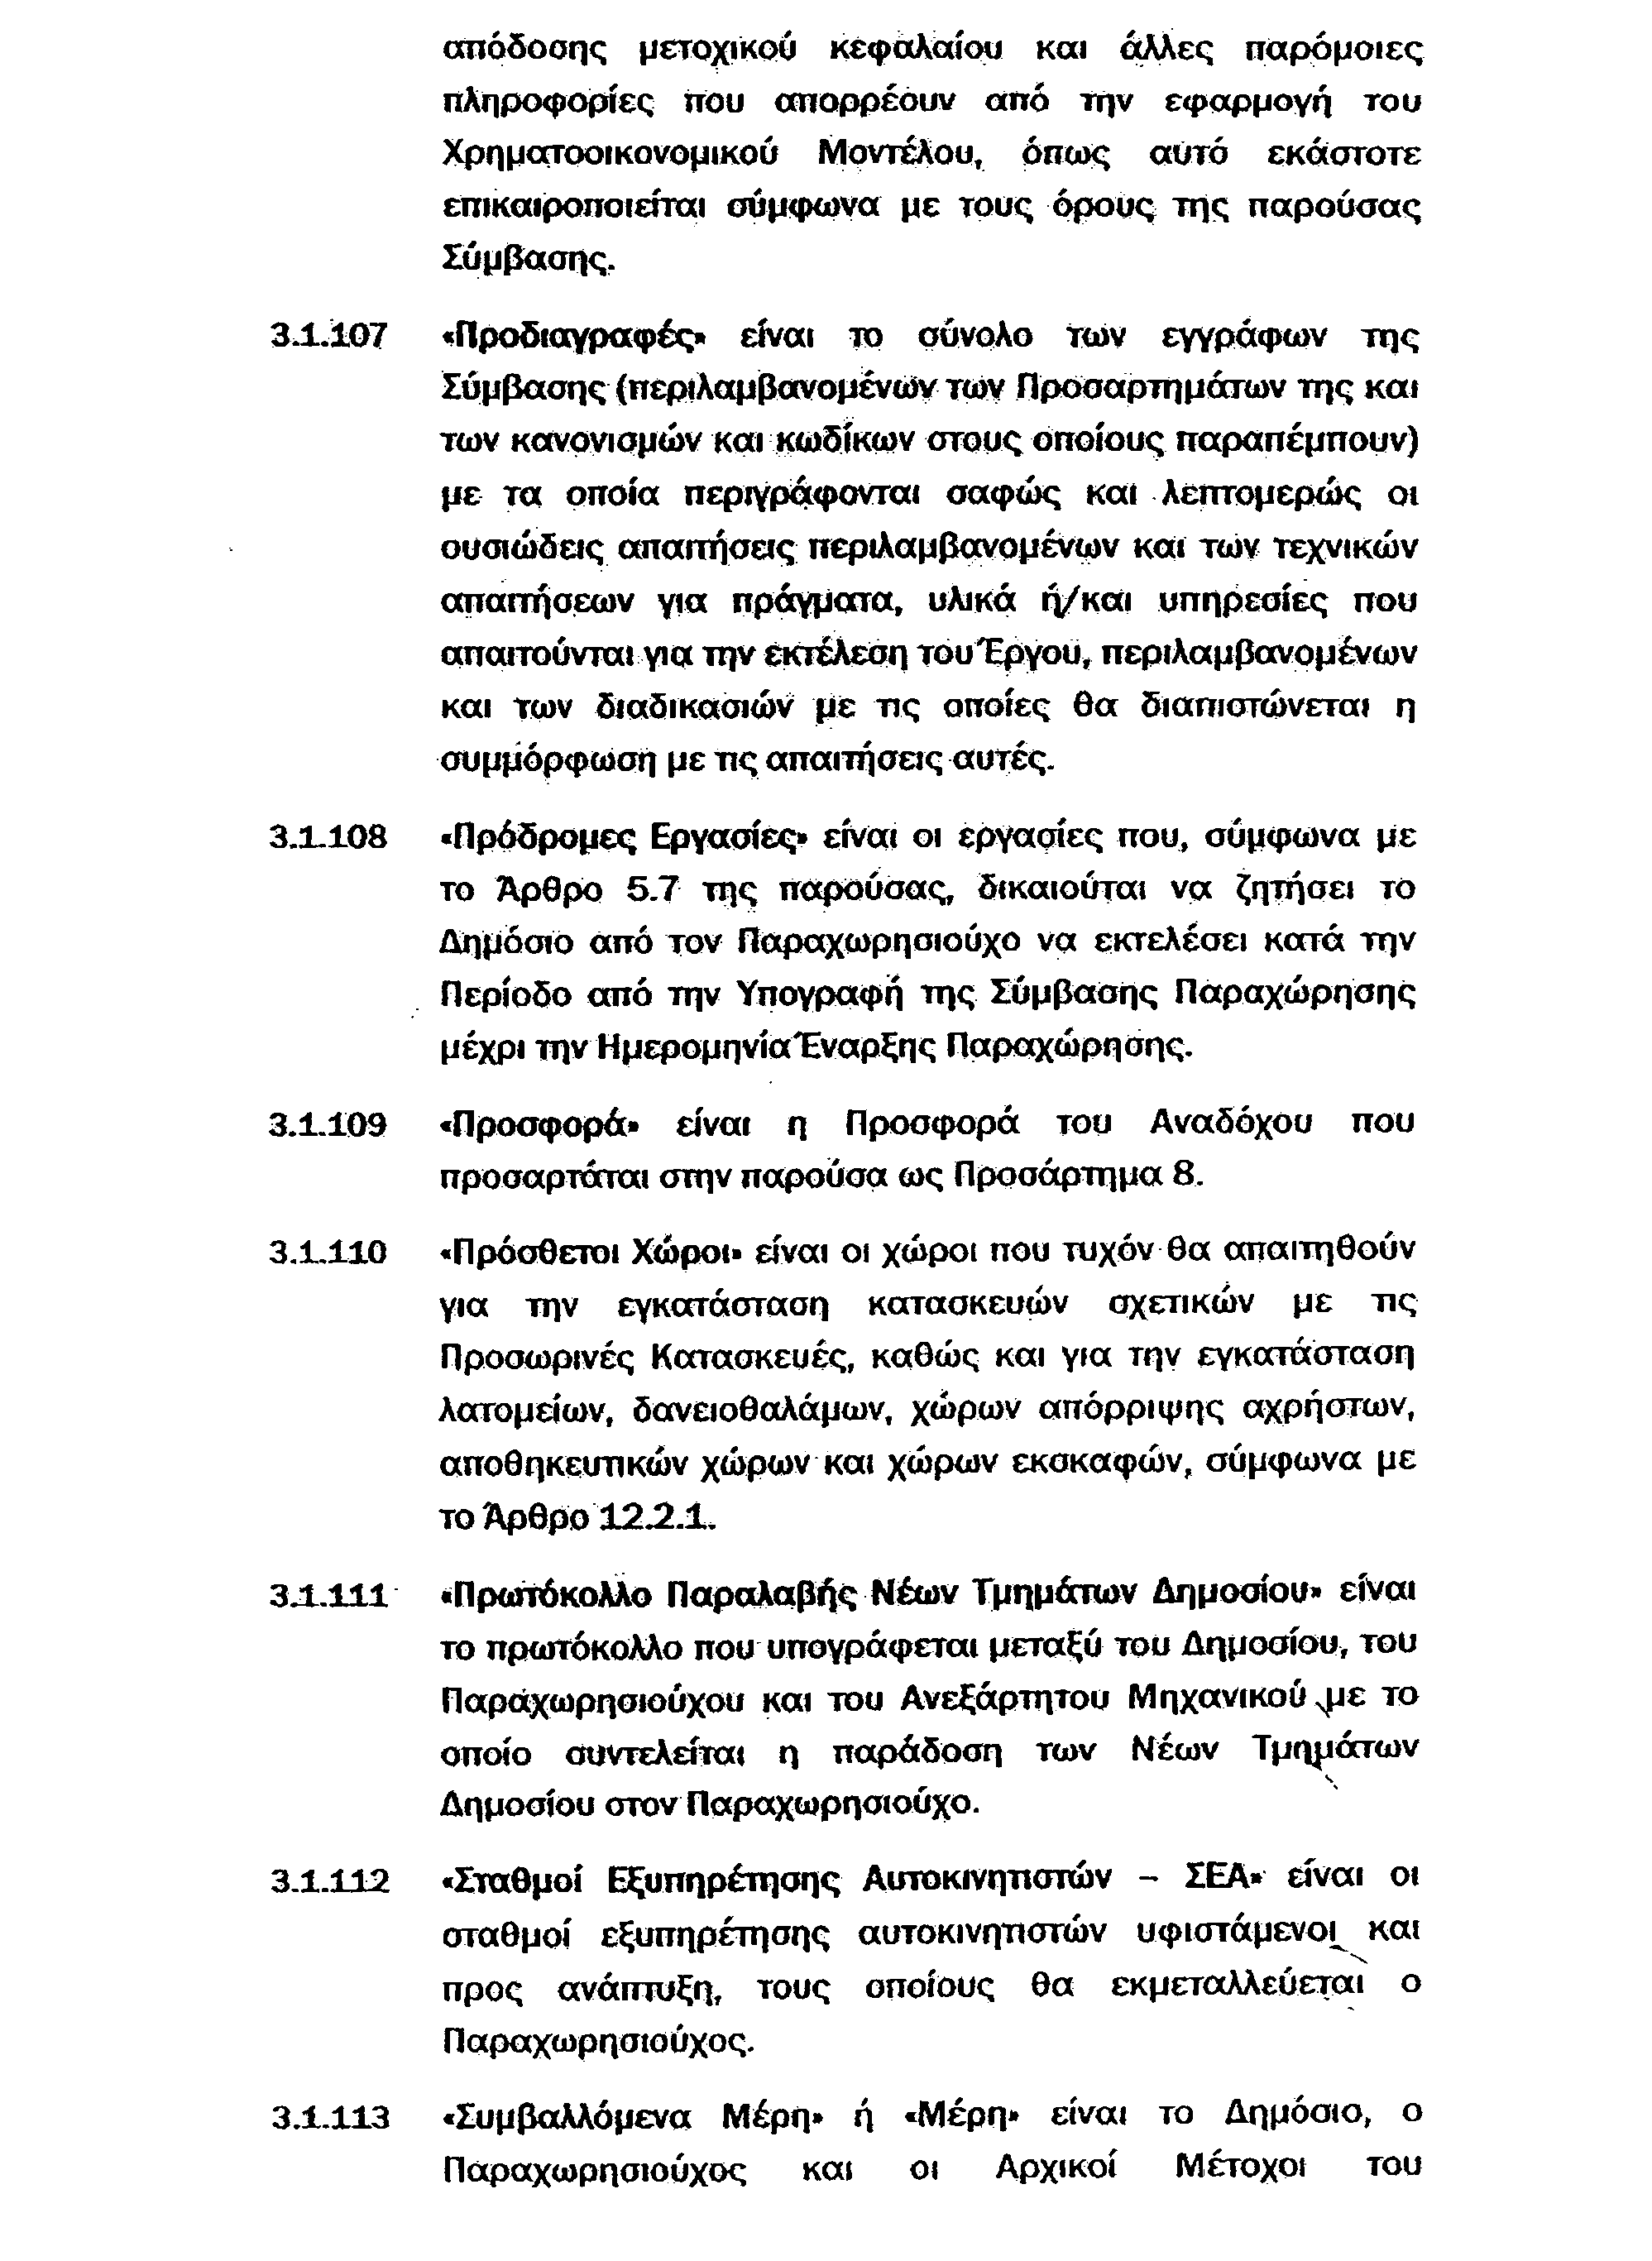 απόδοσης μετοχικού κεφαλαίου και άλλες παρόμοιες
πληροφορίες που απορρέουν από την εφαρμογή του
Χρηματοοικονομικού Μοντέλου, όπως αυτό εκάστοτε
επικαιροποιείται σύμφωνα με τους όρους της παρούσας
Σύμβασης.
3.1.107 «Προδιαγραφές» είναι το σύνολο των εγγράφων της
Σύμβασης (περιλαμβανομένων των Προσαρτημάτων της και
των κανονισμών και κωδίκων στους οποίους παραπέμπουν)
με τα οποία περιγράφονται σαφώς και λεπτομερώς οι
ουσιώδεις απαιτήσεις περιλαμβανομένων και των τεχνικών
απαιτήσεων για πράγματα, υλικά ή/και υπηρεσίες που
απαιτούνται για την εκτέλεση του Έργου, περιλαμβανομένων
και των διαδικασιών με τις οποίες θα διαπιστώνεται η
συμμόρφωση με τις απαιτήσεις αυτές.
3.1.108 «Πρόδρομες Εργασίες» είναι οι εργασίες που, σύμφωνα με
το Άρθρο 5.7 της παρούσας, δικαιούται να ζητήσει το
Δημόσιο από τον Παραχωρησιούχο να εκτελέσει κατά την
Περίοδο από την Υπογραφή της Σύμβασης Παραχώρησης
μέχρι την Ημερομηνία Έναρξης Παραχώρησης.
3.1.109 «Προσφορά» είναι η Προσφορά του Αναδόχου που
προσαρτάται στην παρούσα ως Προσάρτημα 8.
3.1.110 «Πρόσθετοι Χώροι» είναι οι χώροι που τυχόν θα απαιτηθούν
για την εγκατάσταση κατασκευών σχετικών με τις
Προσωρινές Κατασκευές, καθώς και για την εγκατάσταση
λατομείων, δανειοθαλάμων, χώρων απόρριψης αχρήστων,
αποθηκευτικών χώρων και χώρων εκσκαφών, σύμφωνα με
το Άρθρο 12.2.1.
3.1.111 «Πρωτόκολλο Παραλαβής Νέων Τμημάτων Δημοσίου» είναι
το πρωτόκολλο που υπογράφεται μεταξύ του Δημοσίου, του
Παραχωρησιούχου και του Ανεξάρτητου Μηχανικού με το
οποίο συντελείται η παράδοση των Νέων Τμημάτων
Δημοσίου στον Παραχωρησιούχο.
3.1.112 «Σταθμοί Εξυπηρέτησης Αυτοκινητιστών – ΣΕΑ» είναι οι
σταθμοί εξυπηρέτησης αυτοκινητιστών υφιστάμενοι και
προς ανάπτυξη, τους οποίους θα εκμεταλλεύεται ο
Παραχωρησιούχος.
3.1.113 «Συμβαλλόμενα Μέρη» ή «Μέρη» είναι το Δημόσιο, ο
Παραχωρησιούχος και οι Αρχικοί Μέτοχοι του